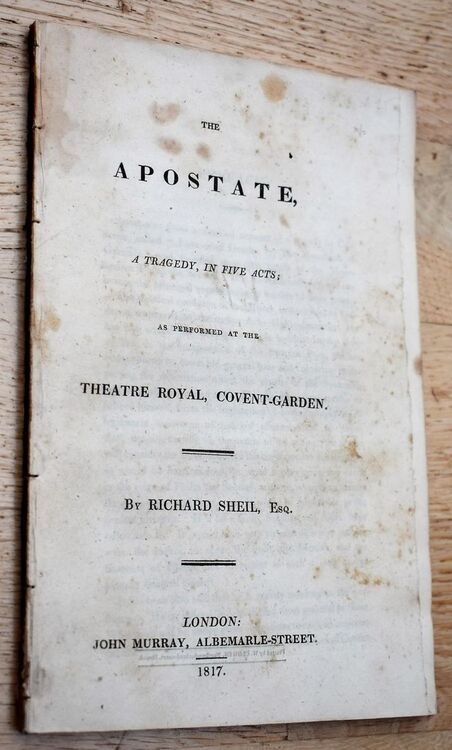 THE
APOSTATE,
A TRAGEDY, IN FIVE ACTS;
AS PERFORMED AT THE
THEATRE ROYAL, COVENT-GARDEN.
By RICHARD SHEIL, Esq.
LONDON:
JOHN MURRAY, ALBEMARLE-STREET.
1817.